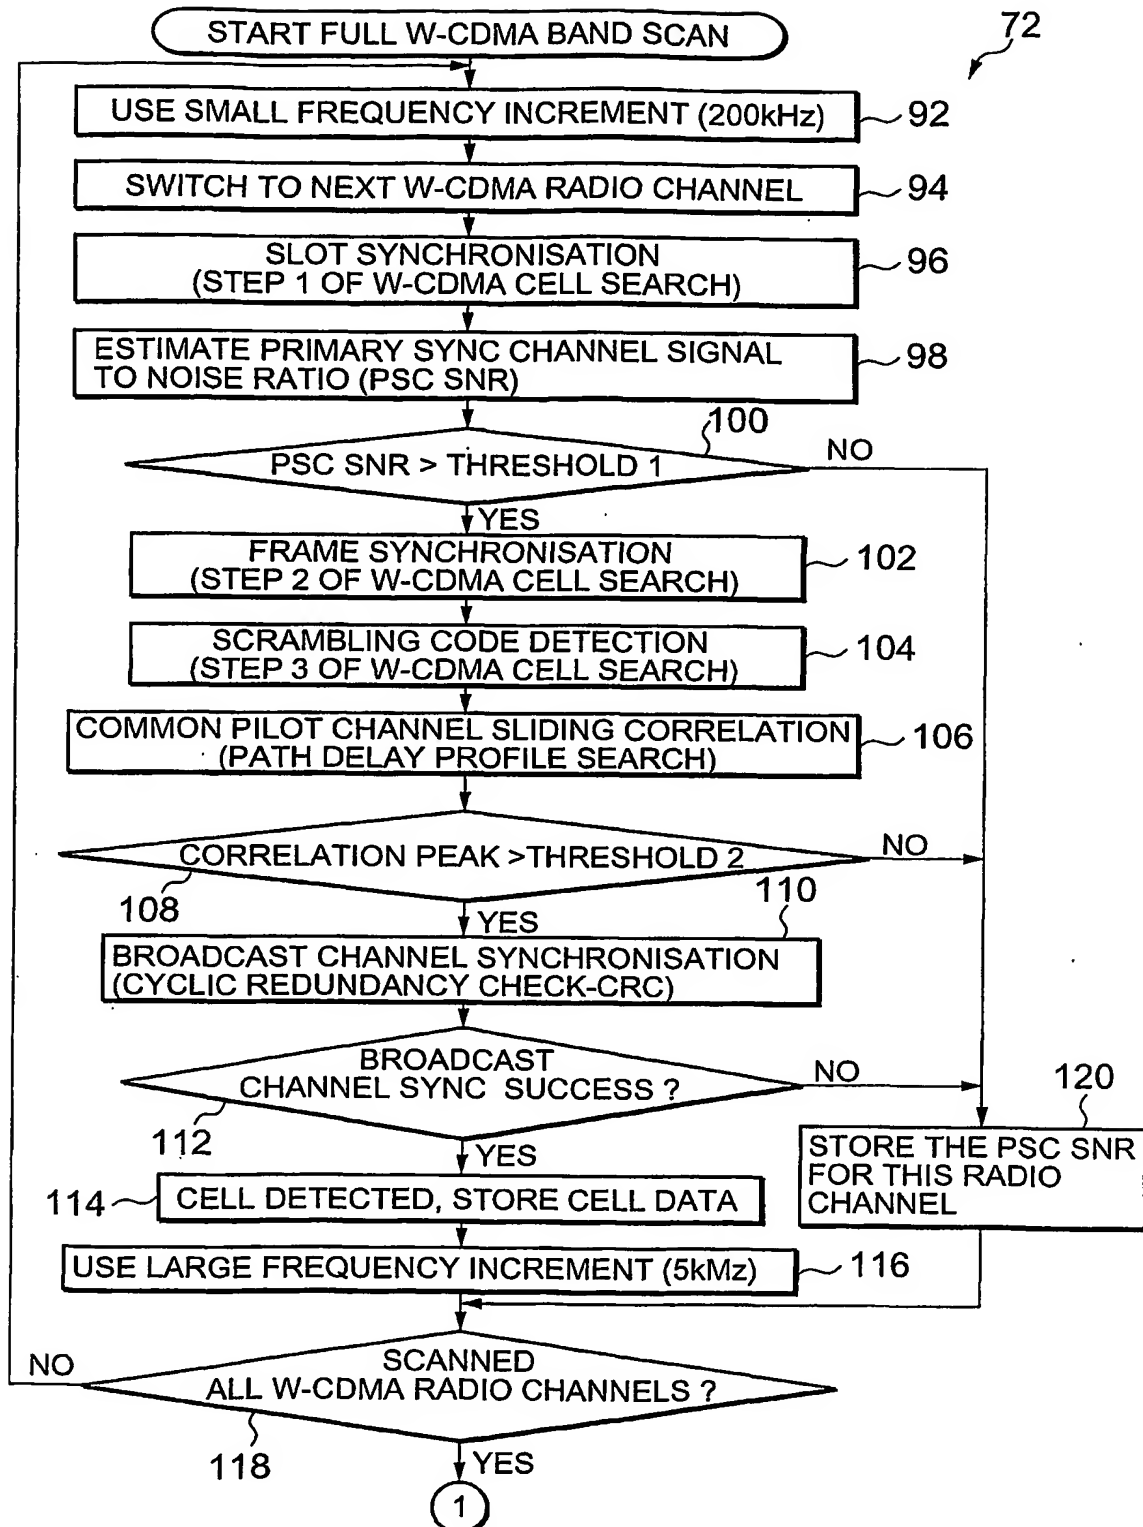 START FULL W-CDMA BAND SCAN
72
USE SMALL FREQUENCY INCREMENT (200kHz)
92
SWITCH TO NEXT W-CDMA RADIO CHANNEL
94
SLOT SYNCHRONISATION
(STEP 1 OF W-CDMA CELL SEARCH)
96
ESTIMATE PRIMARY SYNC CHANNEL SIGNAL
TO NOISE RATIO (PSC SNR)
98
100
PSC SNR > THRESHOLD 1
NO
YES
FRAME SYNCHRONISATION
(STEP 2 OF W-CDMA CELL SEARCH)
102
SCRAMBLING CODE DETECTION
(STEP 3 OF W-CDMA CELL SEARCH)
104
COMMON PILOT CHANNEL SLIDING CORRELATION
(PATH DELAY PROFILE SEARCH)
106
CORRELATION PEAK >THRESHOLD 2
NO
108
YES
110
BROADCAST CHANNEL SYNCHRONISATION
(CYCLIC REDUNDANCY CHECK-CRC)
BROADCAST
CHANNEL SYNC SUCCESS ?
NO
112
YES
120
STORE THE PSC SNR
FOR THIS RADIO
CHANNEL
114
CELL DETECTED, STORE CELL DATA
USE LARGE FREQUENCY INCREMENT (5kMz)
116
SCANNED
ALL W-CDMA RADIO CHANNELS ?
NO
118
YES
1